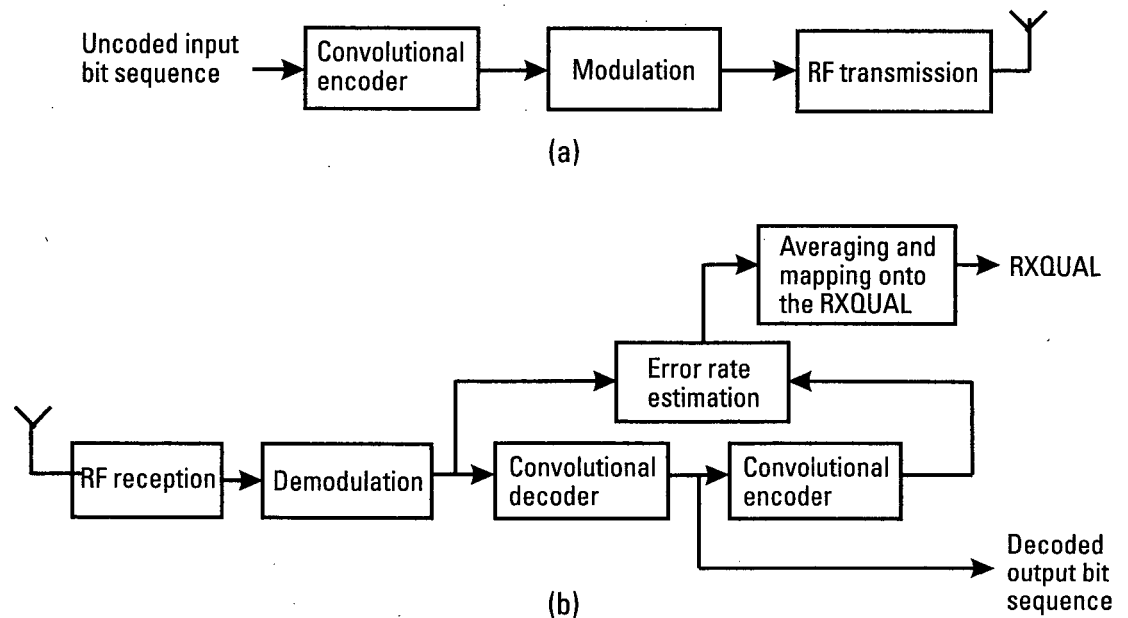 Uncoded input
bit sequence
Convolutional
encoder
Modulation
RF transmission
(a)
Averaging and
mapping onto
the RXQUAL
RXQUAL
Error rate
estimation
RF reception
Demodulation
Convolutional
decoder
Convolutional
encoder
Decoded
output bit
sequence
(b)